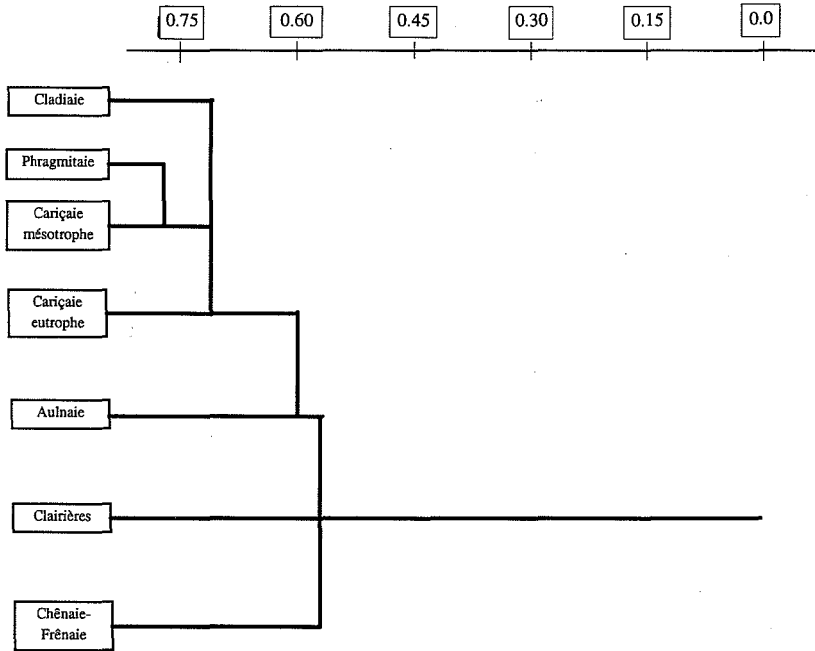 0.75 0.60 0.45 0.30 0.15 0.0
Cladiaie
Phragmitaie
Cariçaie
mésotrophe
Cariçaie
eutrophe
Aulnaie
Clairières
Chênaie-
Frênaie